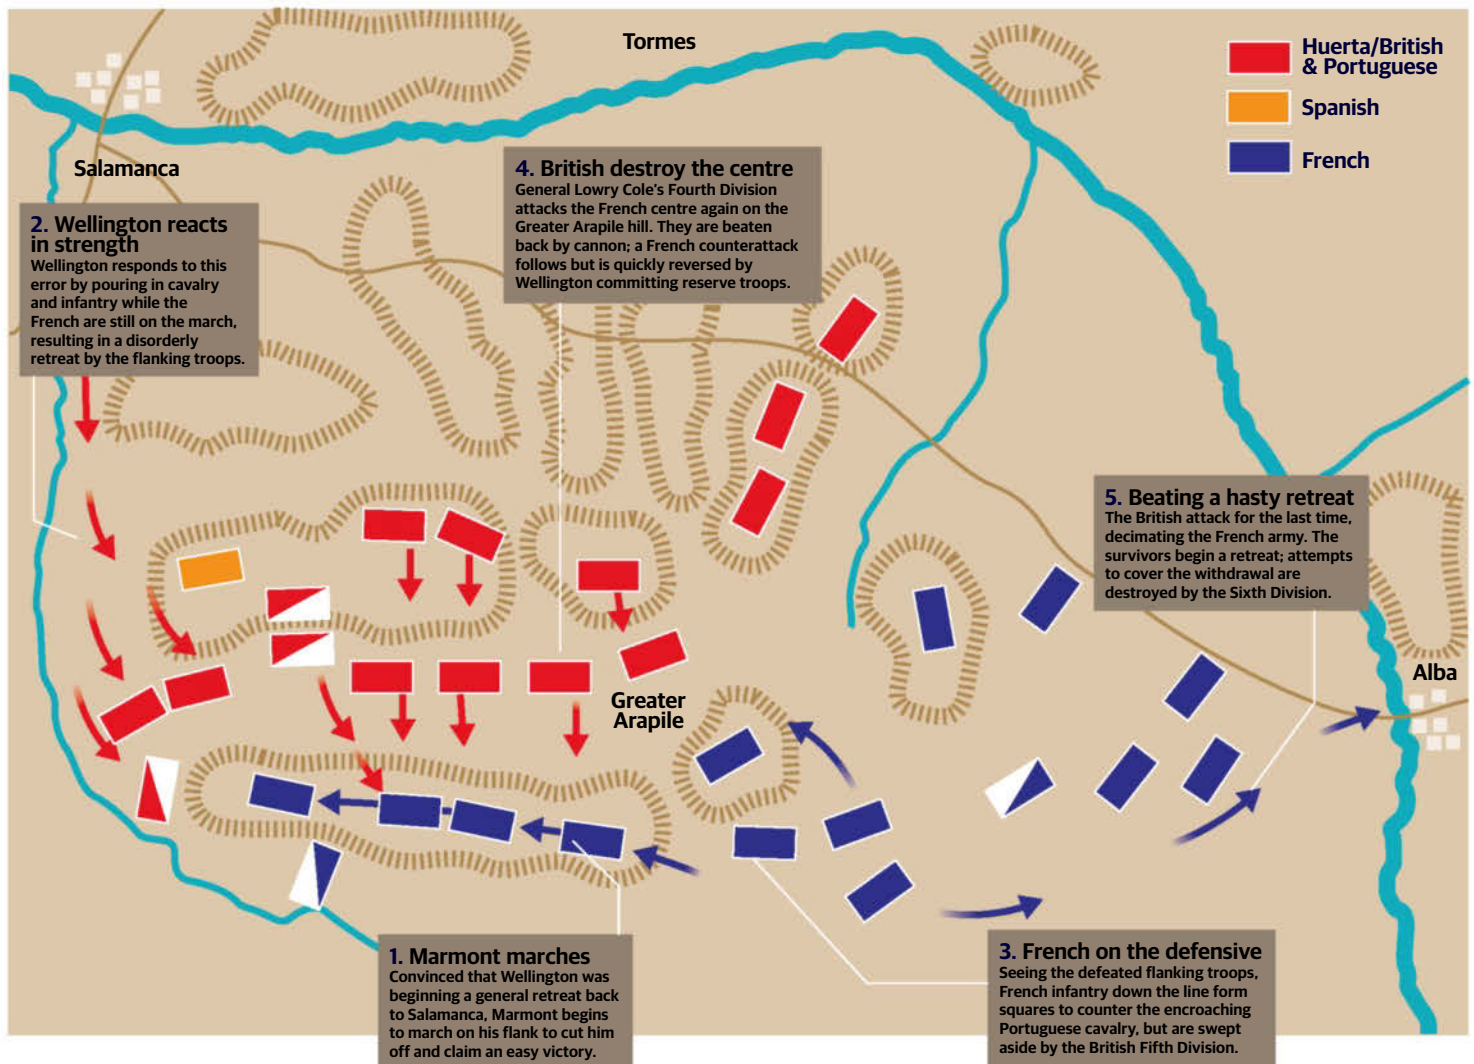 Tormes
Huerta/British
& Portuguese
Spanish
French
Salamanca
4. British destroy the centre
General Lowry Cole's Fourth Division
attacks the French centre again on the
Greater Arapile hill. They are beaten
back by cannon; a French counterattack
follows but is quickly reversed by
Wellington committing reserve troops.
2. Wellington reacts
in strength
Wellington responds to this
error by pouring in cavalry
and infantry while the
French are still on the march,
resulting in a disorderly
retreat by the flanking troops.
5. Beating a hasty retreat
The British attack for the last time,
decimating the French army. The
survivors begin a retreat; attempts
to cover the withdrawal are
destroyed by the Sixth Division.
Alba
Greater
Arapile
1. Marmont marches
Convinced that Wellington was
beginning a general retreat back
to Salamanca, Marmont begins
to march on his flank to cut him
off and claim an easy victory.
3. French on the defensive
Seeing the defeated flanking troops,
French infantry down the line form
squares to counter the encroaching
Portuguese cavalry, but are swept
aside by the British Fifth Division.